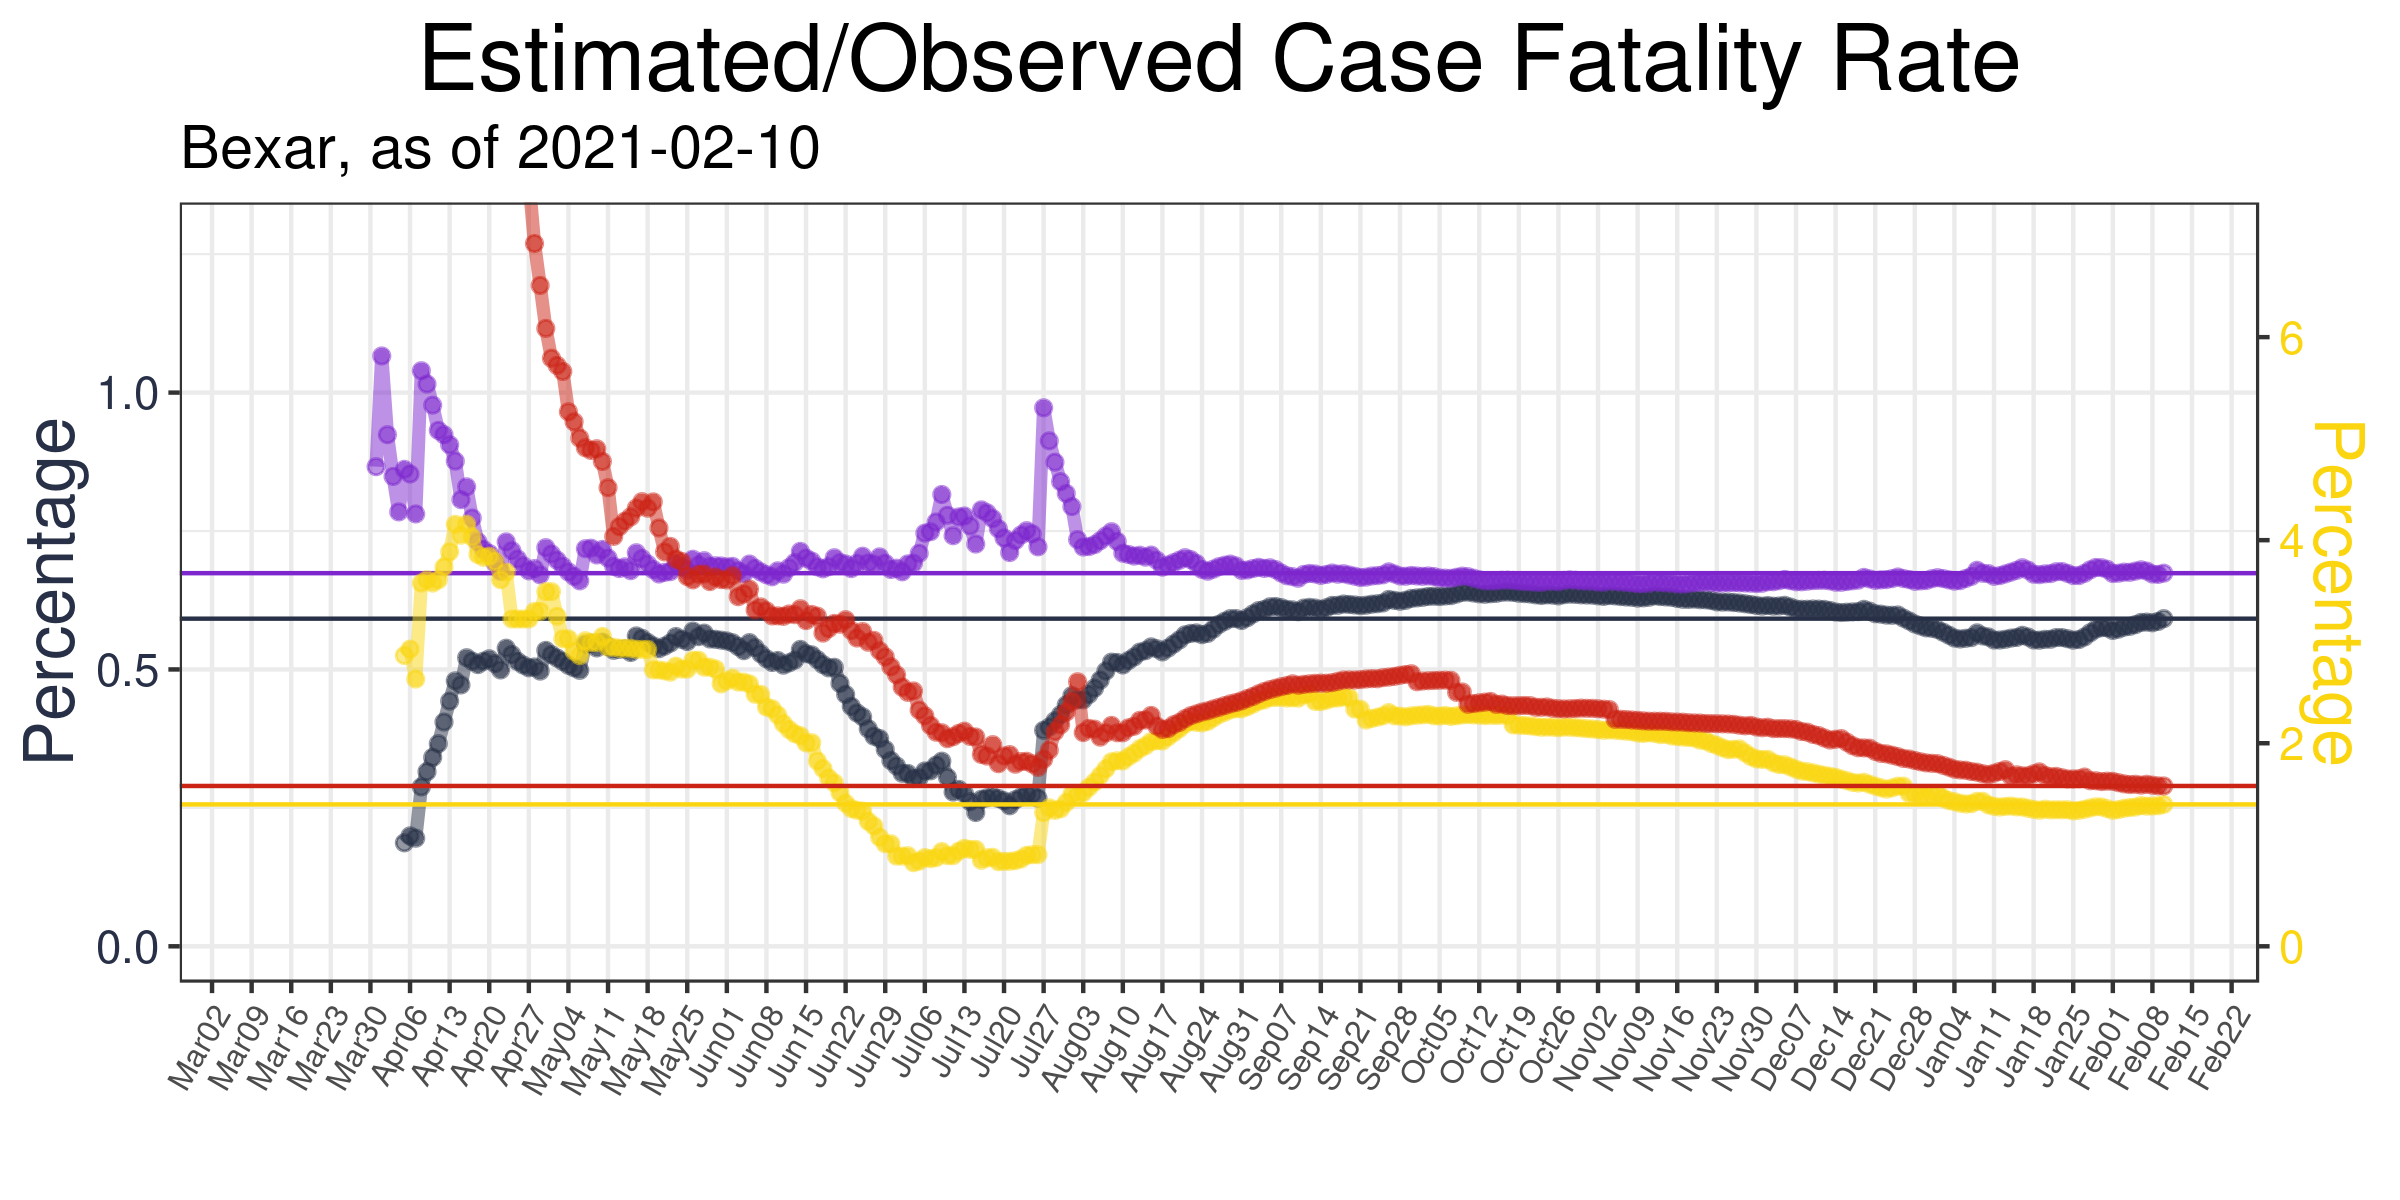 Estimated/Observed Case Fatality Rate
Bexar, as of 2021-02-10
Percentage
1.0
0.5
0.0
6
4
2
0
Percentage
Mar02 Mar09 Mar16 Mar23 Mar30 Apr06 Apr13 Apr20 Apr27 May04 May11 May18 May25 Jun01 Jun08 Jun15 Jun22 Jun29 Jul06 Jul13 Jul20 Jul27 Aug03 Aug10 Aug17 Aug24 Aug31 Sep07 Sep14 Sep21 Sep28 Oct05 Oct12 Oct19 Oct26 Nov02 Nov09 Nov16 Nov23 Nov30 Dec07 Dec14 Dec21 Dec28 Jan04 Jan11 Jan18 Jan25 Feb01 Feb08 Feb15 Feb22